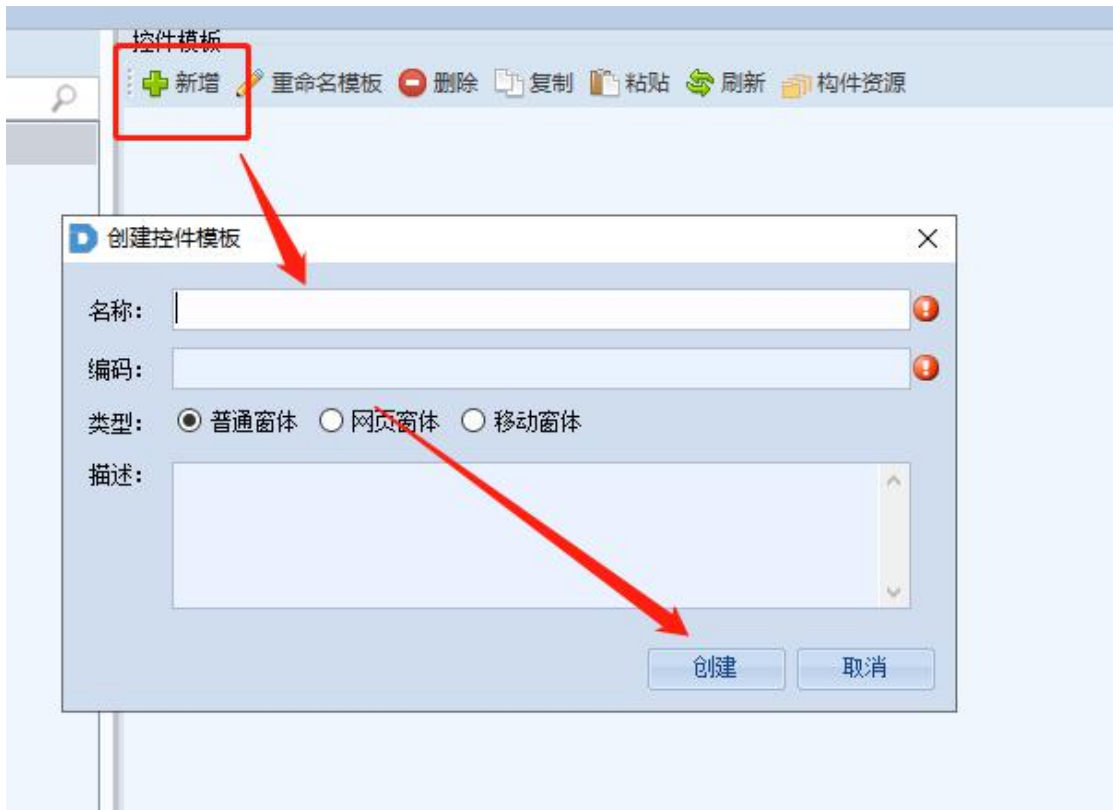 控件模板
新增 重命名模板 删除 复制 粘贴 刷新 构件资源
创建控件模板
名称：
编码：
类型： 普通窗体 网页窗体 移动窗体
描述：
创建 取消